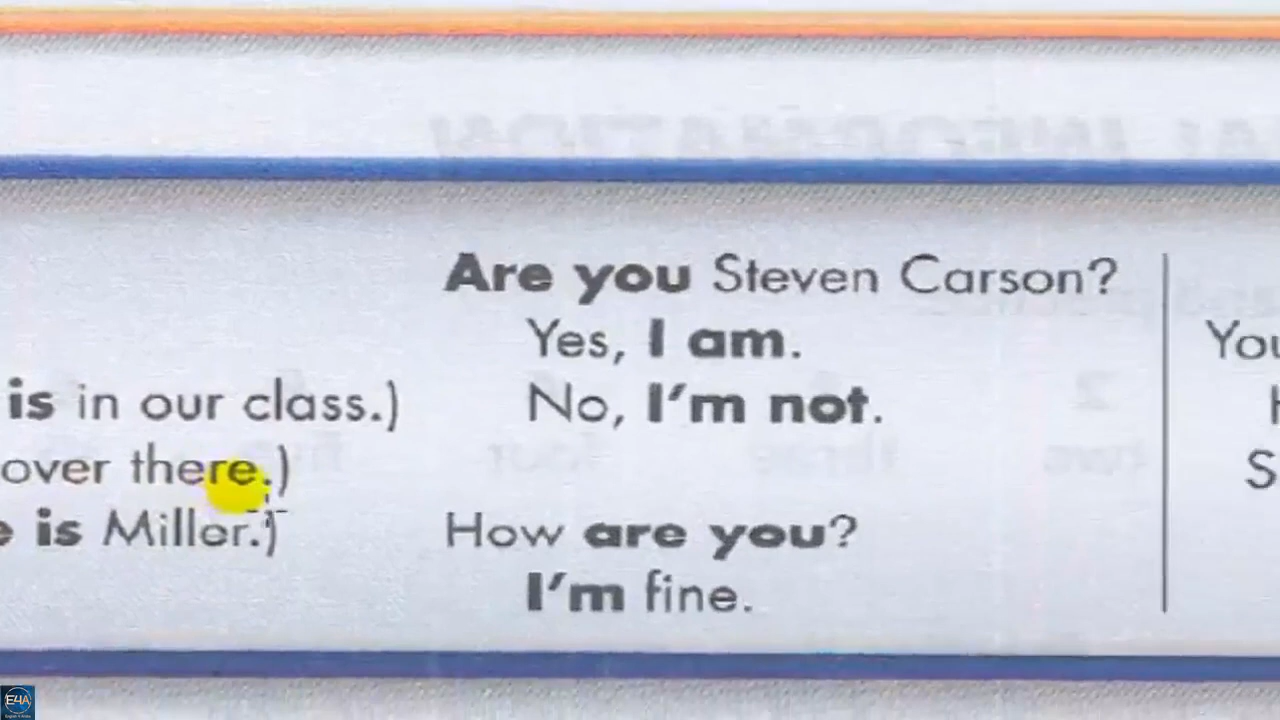 is in our class.)
over there.)
is Miller.)
Are you Steven Carson?
Yes, I am.
No, I'm not.
How are you?
I'm fine.
E4A